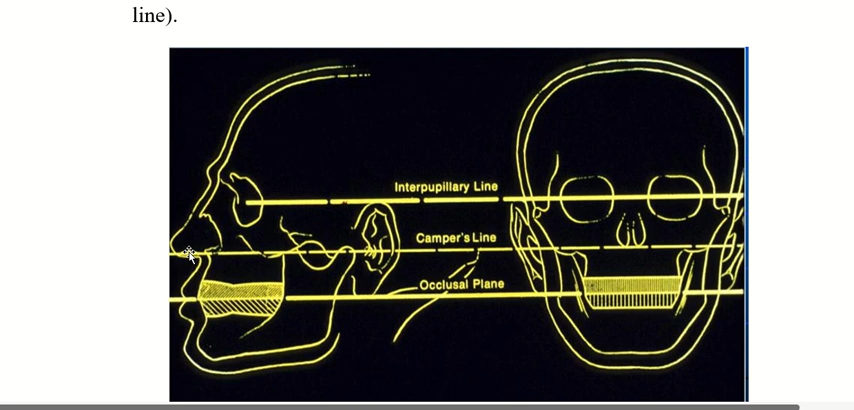 line).
Interpupillary Line
Camper's Line
Occlusal Plane